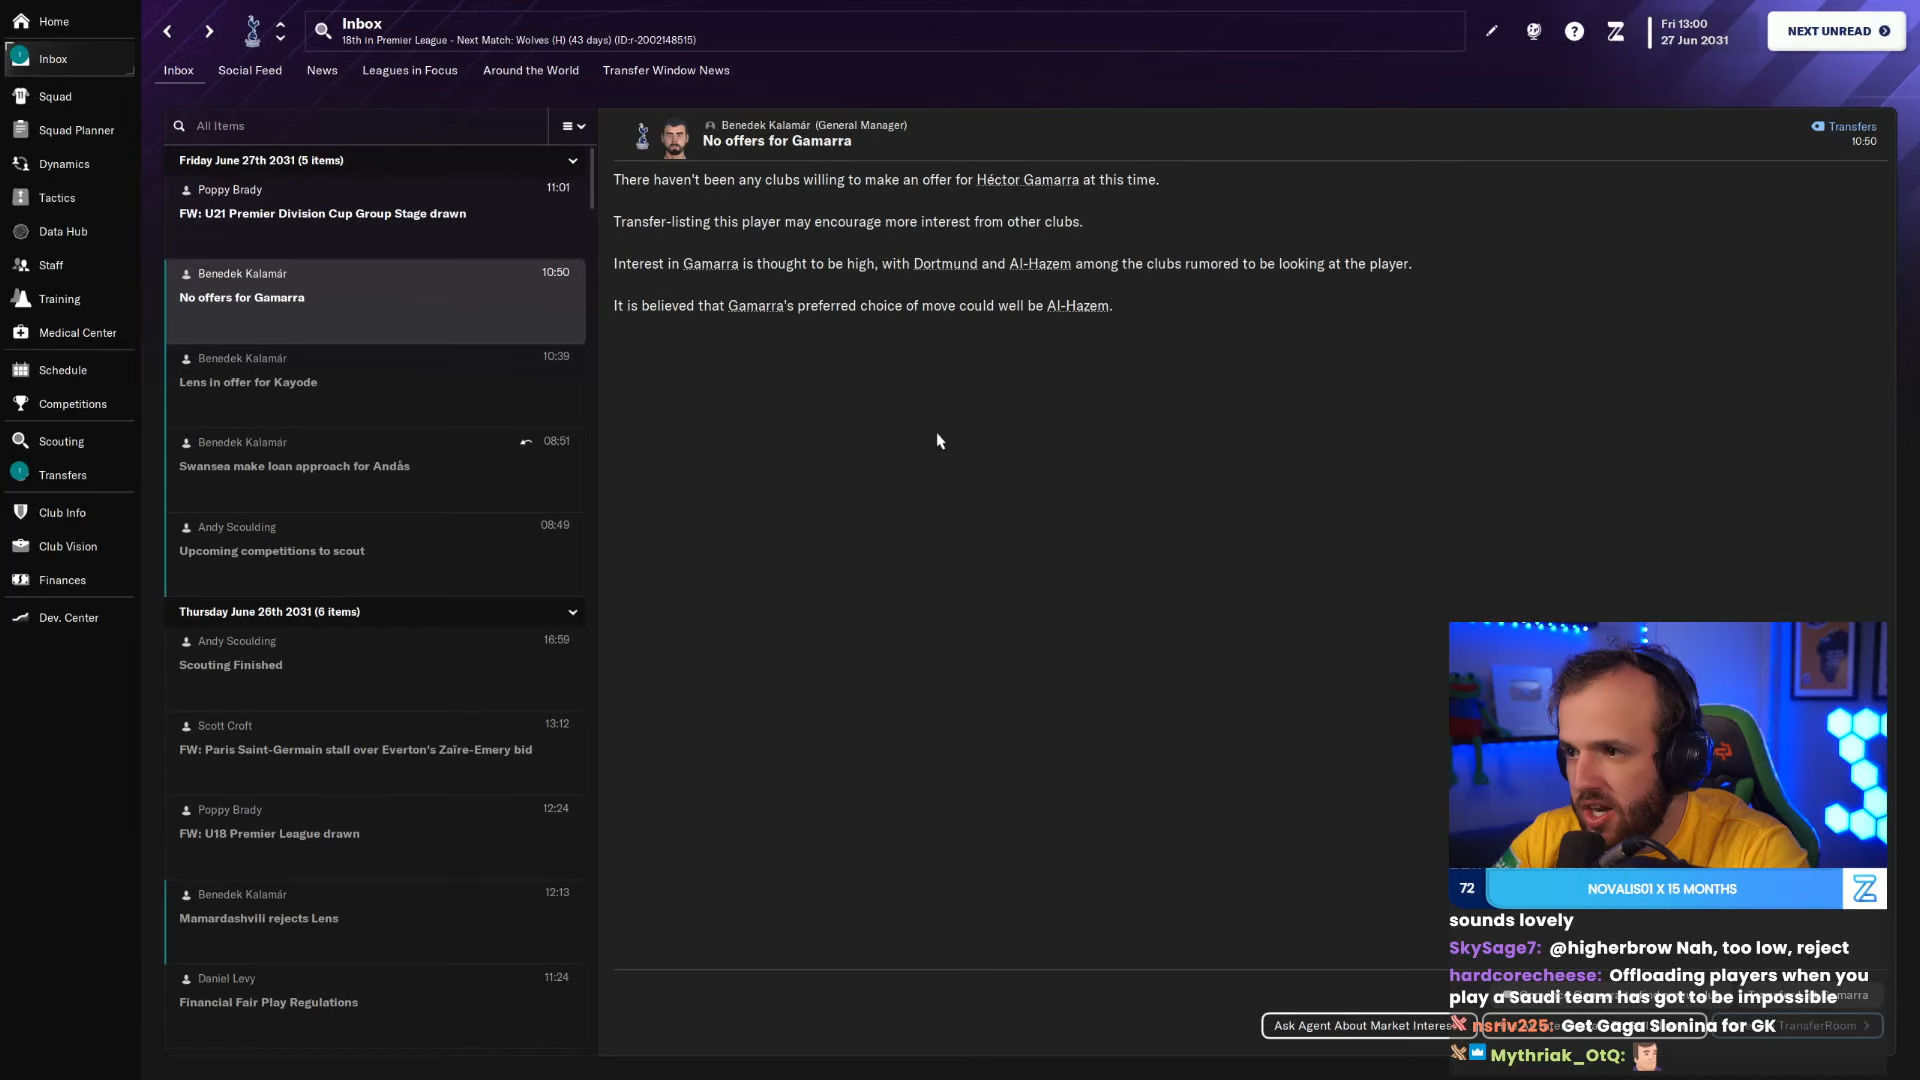 Home
Inbox
Squad
Squad Planner
Dynamics
Tactics
Data Hub
Staff
Training
Medical Center
Schedule
Competitions
Scouting
Transfers
Club Info
Club Vision
Finances
Dev. Center
Inbox
18th in Premier League - Next Match: Wolves (H) (43 days) (ID:r-2002148515)
Fri 13:00
27 Jun 2031
NEXT UNREAD
Inbox
Social Feed
News
Leagues in Focus
Around the World
Transfer Window News
All Items
Friday June 27th 2031 (5 items)
Poppy Brady 11:01
FW: U21 Premier Division Cup Group Stage drawn
Benedek Kalamár 10:50
No offers for Gamarra
Benedek Kalamár 10:39
Lens in offer for Kayode
Benedek Kalamár 08:51
Swansea make loan approach for Andås
Andy Scoulding 08:49
Upcoming competitions to scout
Thursday June 26th 2031 (6 items)
Andy Scoulding 16:59
Scouting Finished
Scott Croft 13:12
FW: Paris Saint-Germain stall over Everton's Zaïre-Emery bid
Poppy Brady 12:24
FW: U18 Premier League drawn
Benedek Kalamár 12:13
Mamardashvili rejects Lens
Daniel Levy 11:24
Financial Fair Play Regulations
Benedek Kalamár (General Manager)
No offers for Gamarra
Transfers
10:50
There haven't been any clubs willing to make an offer for Héctor Gamarra at this time.
Transfer-listing this player may encourage more interest from other clubs.
Interest in Gamarra is thought to be high, with Dortmund and Al-Hazem among the clubs rumored to be looking at the player.
It is believed that Gamarra's preferred choice of move could well be Al-Hazem.
Ask Agent About Market Interes
TransferRoom
72
NOVALIS01 X 15 MONTHS
sounds lovely
SkySage7: @higherbrow Nah, too low, reject
hardcorecheese: Offloading players when you
play a Saudi team has got to be impossible
nsriv225: Get Gaga Slonina for GK
Mythriak_OtQ: